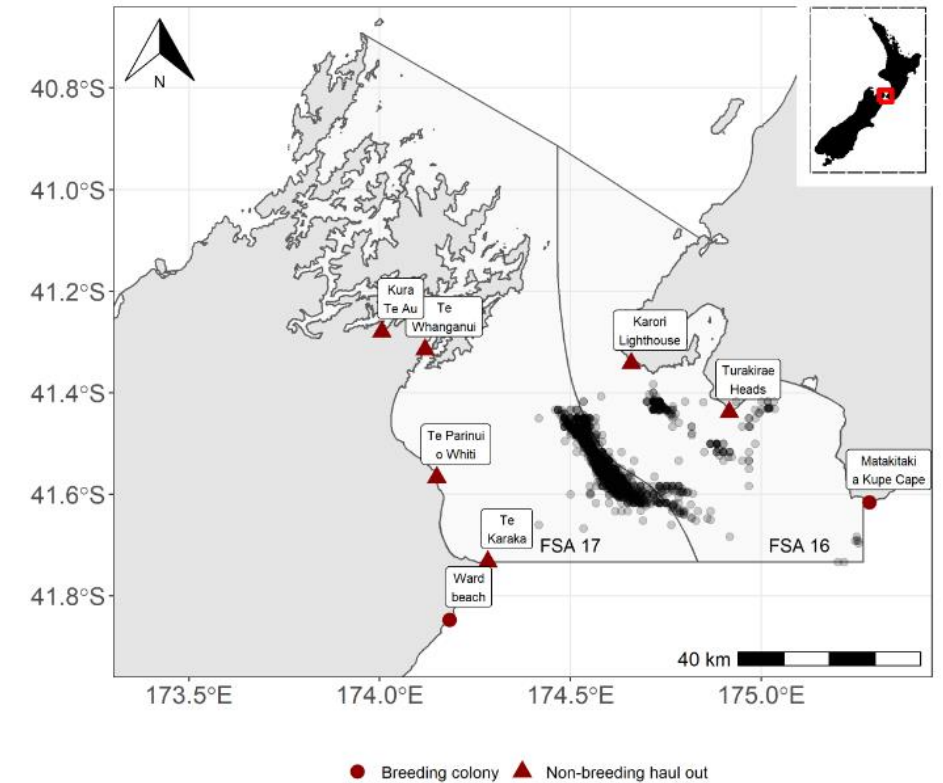 N
40.8°S
41.0°S
41.2°S
41.4°S
41.6°S
41.8°S
Kura
Te Au
Te
Whanganui
Karori
Lighthouse
Turakirae
Heads
Te Parinui
o Whiti
Matakitaki
a Kupe Cape
Te
Karaka
FSA 17
FSA 16
Ward
beach
40 km
173.5°E
174.0°E
174.5°E
175.0°E
Breeding colony
Non-breeding haul out